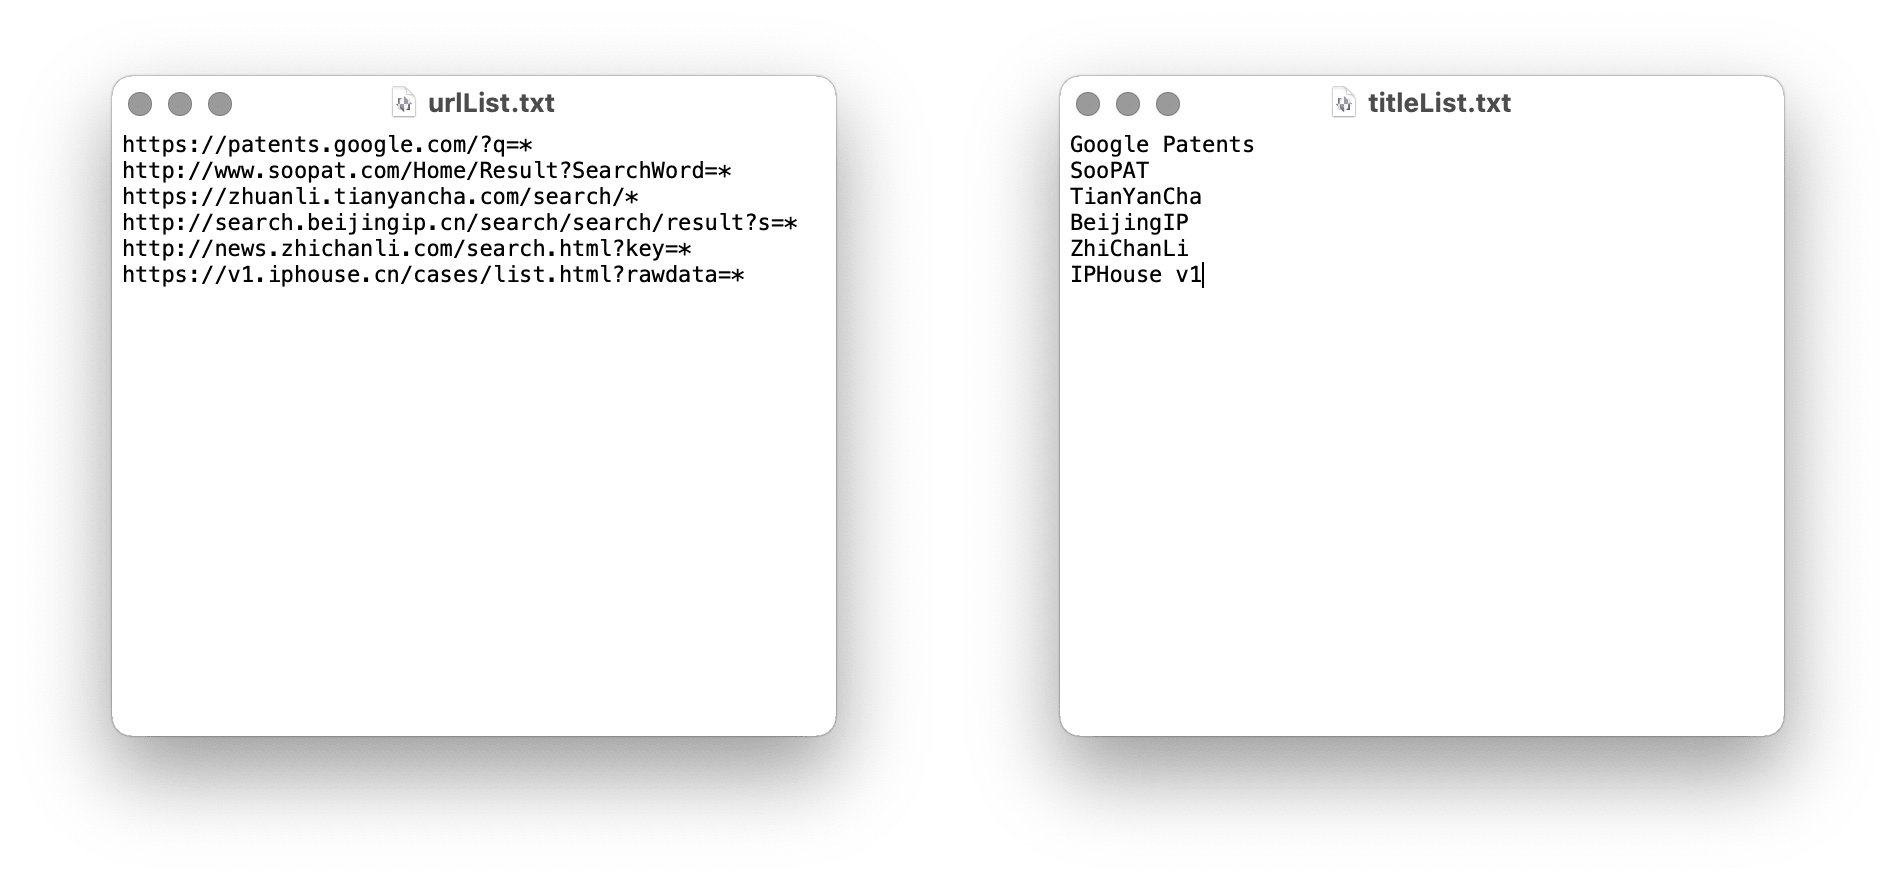 urlList.txt
https://patents.google.com/?q=*
http://www.soopat.com/Home/Result?SearchWord=*
https://zhuanli.tianyancha.com/search/*
http://search.beijingip.cn/search/search/result?s=*
http://news.zhichanli.com/search.html?key=*
https://v1.iphouse.cn/cases/list.html?rawdata=*
titleList.txt
Google Patents
SooPAT
TianYanCha
BeijingIP
ZhiChanLi
IPHouse v1